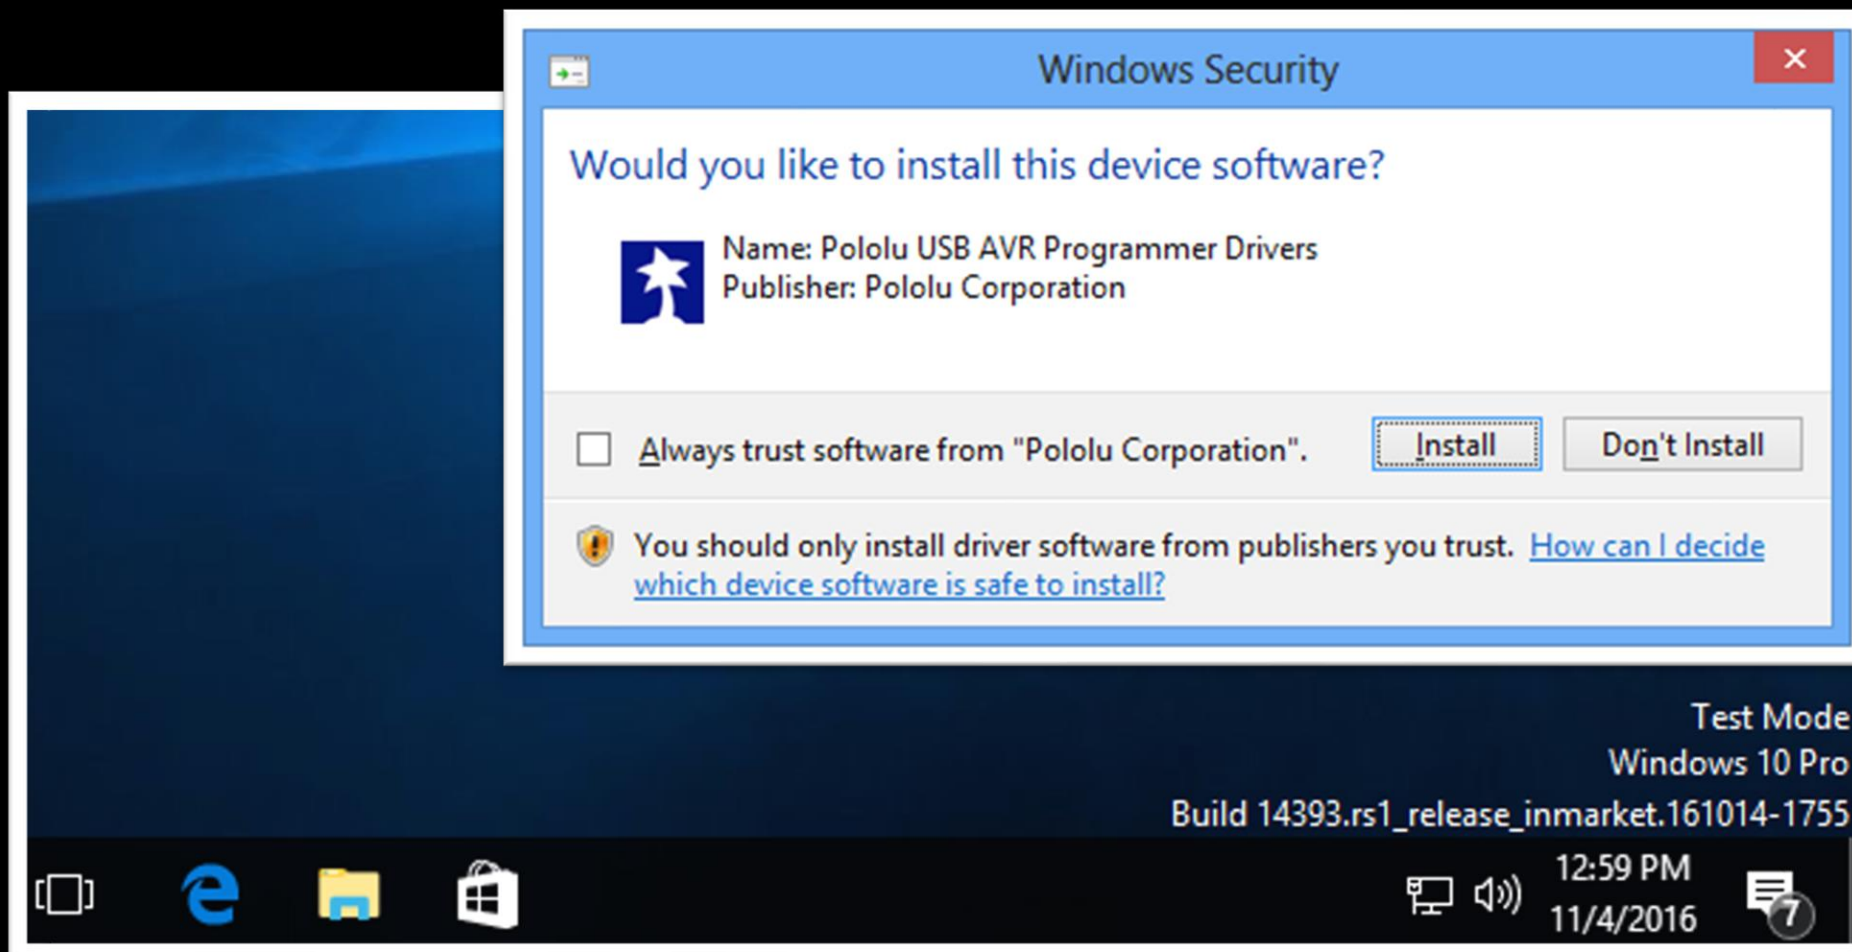 Windows Security
Would you like to install this device software?
Name: Pololu USB AVR Programmer Drivers
Publisher: Pololu Corporation
Always trust software from "Pololu Corporation".
Install
Don't Install
You should only install driver software from publishers you trust. How can I decide
which device software is safe to install?
Test Mode
Windows 10 Pro
Build 14393.rs1_release_inmarket.161014-1755
12:59 PM
11/4/2016
7